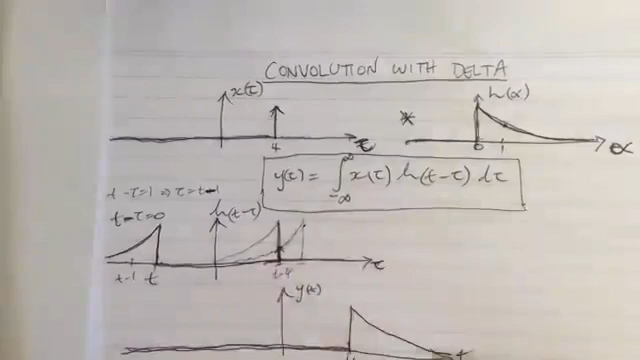 CONVOLUTION WITH DELTA
x(τ)
h(α)
*
4
τ
0
1
α
y(t) = ∫_{-∞}^{∞} x(τ) h(t-τ) dτ
t-τ=1 ⇒ τ=t-1
t-τ=0
h(t-τ)
t-1
t
t=4
τ
y(t)
t